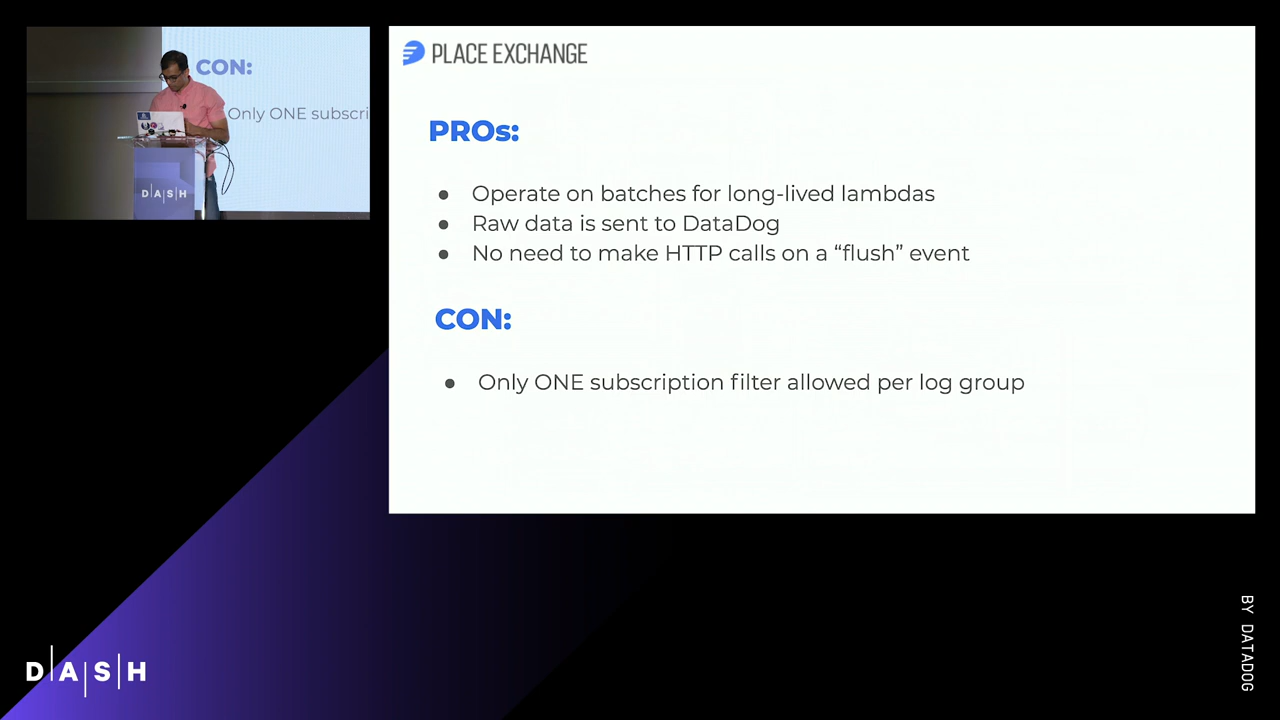 CON:
Only ONE subscri
D|A|S|H
PLACE EXCHANGE
PROs:
● Operate on batches for long-lived lambdas
● Raw data is sent to DataDog
● No need to make HTTP calls on a “flush” event
CON:
● Only ONE subscription filter allowed per log group
D|A|S|H
BY DATADOG